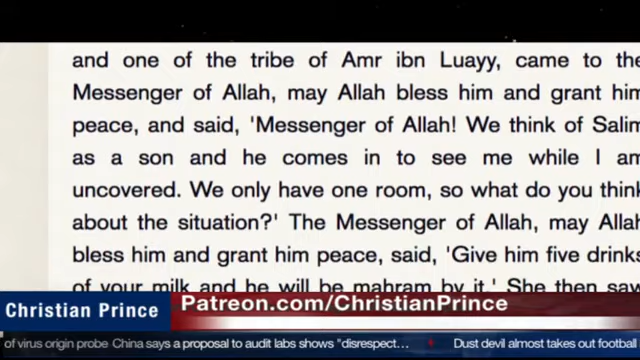 and one of the tribe of Amr ibn Luayy, came to the
Messenger of Allah, may Allah bless him and grant him
peace, and said, 'Messenger of Allah! We think of Salim
as a son and he comes in to see me while I am
uncovered. We only have one room, so what do you think
about the situation?' The Messenger of Allah, may Allah
bless him and grant him peace, said, 'Give him five drinks
of your milk and he will be mahram by it.' She then saw
Christian Prince
Patreon.com/ChristianPrince
of virus origin probe China says a proposal to audit labs shows "disrespect... Dust devil almost takes out football